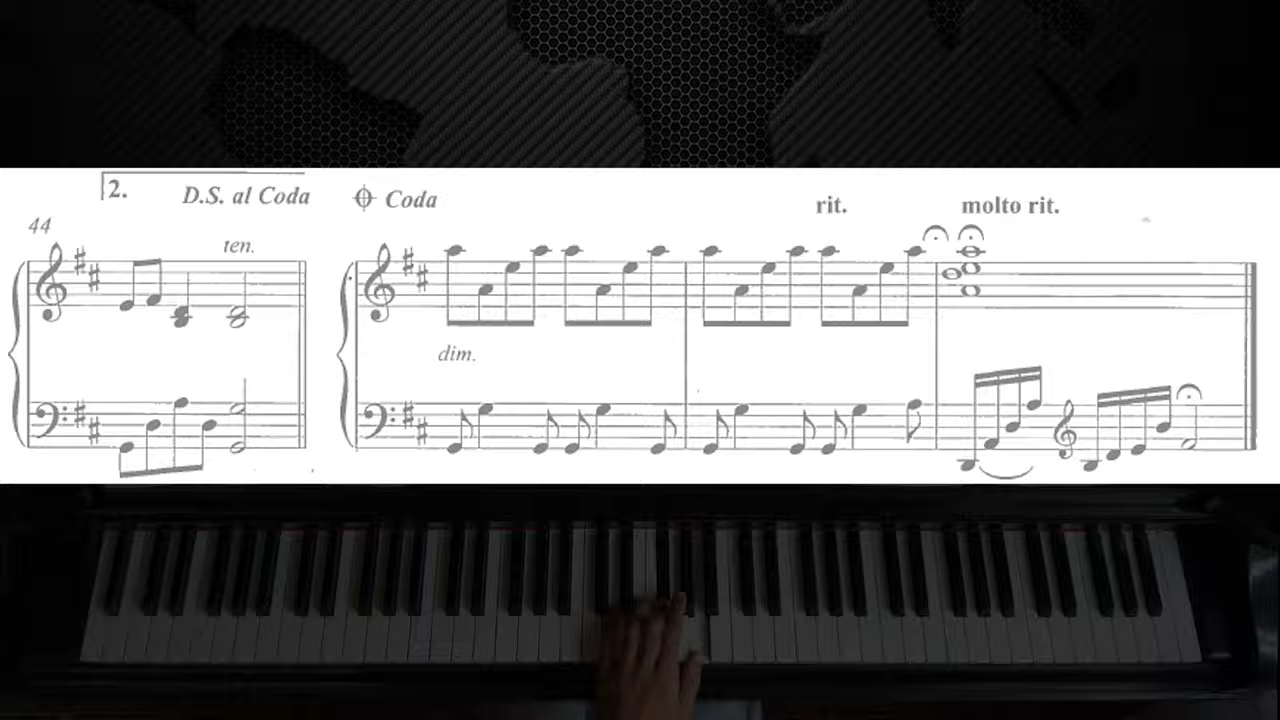 2.
D.S. al Coda
Coda
rit.
molto rit.
44
ten.
dim.